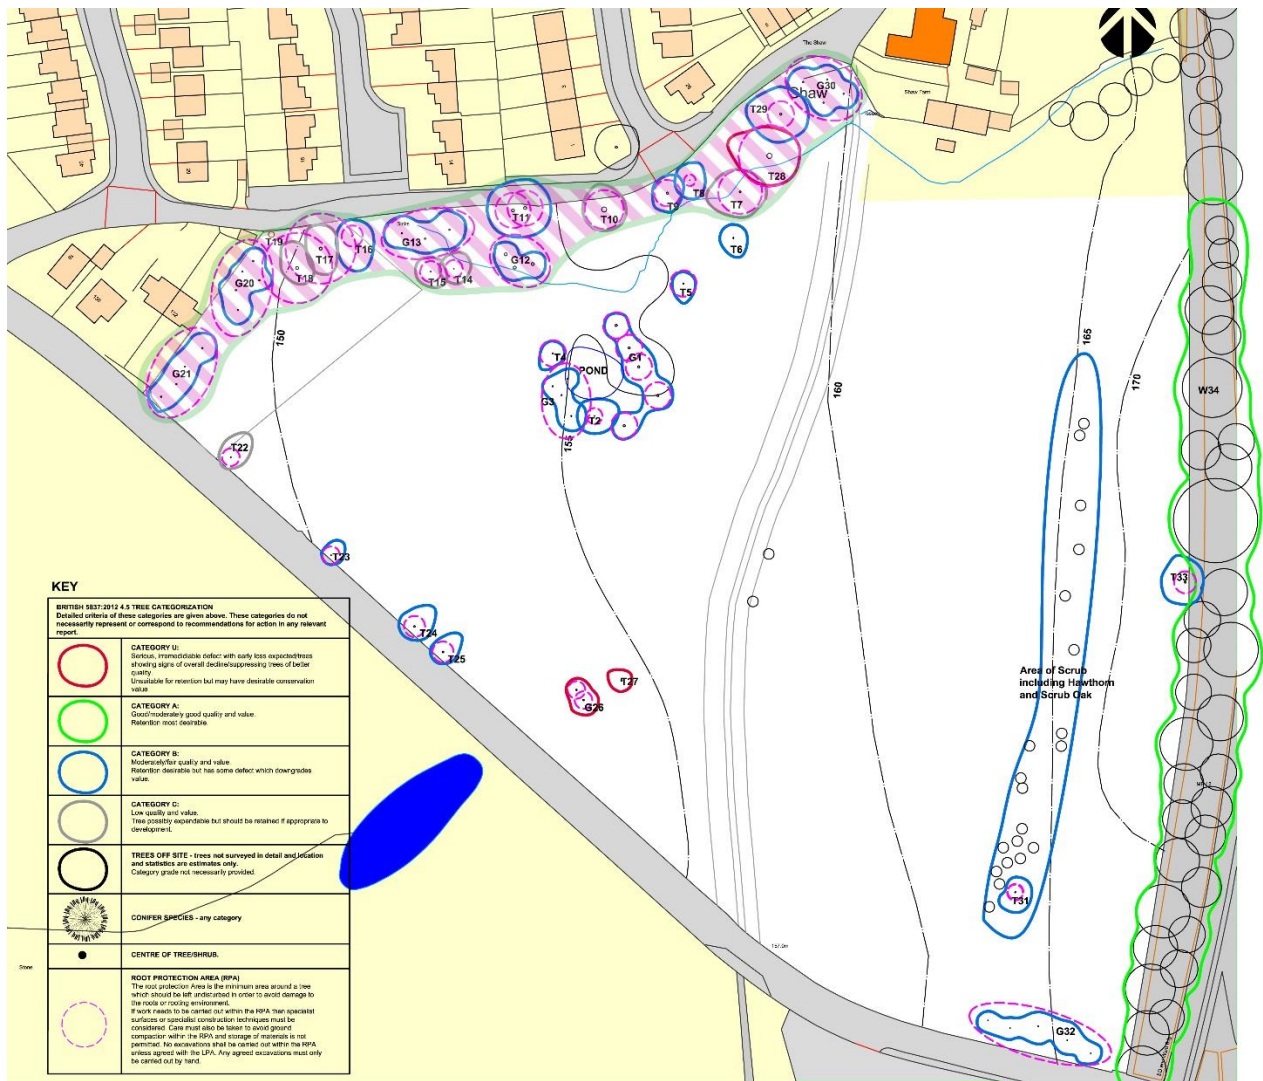 The Shaw
Shaw
G30
T29
Shaw Farm
T28
T8
T9
T7
T11
T10
T6
G13
T19
T16
T17
T18
G12
T15
T14
G20
T5
150
165
170
160
G21
T4
G1
POND
W34
G3
T2
155
T22
T23
T33
T24
T25
Area of Scrub
including Hawthorn
and Scrub Oak
T27
G26
T31
G32
157.0m
Stone
KEY
BRITISH 5837:2012 4.5 TREE CATEGORIZATION
Detailed criteria of these categories are given above. These categories do not
necessarily represent or correspond to recommendations for action in any relevant
report.
CATEGORY U:
Serious, irremediable defect with early loss expected/trees
showing signs of overall decline/suppressing trees of better
quality
Unsuitable for retention but may have desirable conservation
value
CATEGORY A:
Good/moderately good quality and value.
Retention most desirable.
CATEGORY B:
Moderately/fair quality and value.
Retention desirable but has some defect which downgrades
value.
CATEGORY C:
Low quality and value.
Tree possibly expendable but should be retained if appropriate to
development.
TREES OFF SITE - trees not surveyed in detail and location
and statistics are estimates only.
Category grade not necessarily provided.
CONIFER SPECIES - any category
CENTRE OF TREE/SHRUB.
ROOT PROTECTION AREA (RPA)
The root protection Area is the minimum area around a tree
which should be left undisturbed in order to avoid damage to
the roots or rooting environment.
If work needs to be carried out within the RPA then specialist
surfaces or specialist construction techniques must be
considered. Care must also be taken to avoid ground
compaction within the RPA and storage of materials is not
permitted. No excavations shall be carried out within the RPA
unless agreed with the LPA. Any agreed excavations must only
be carried out by hand.